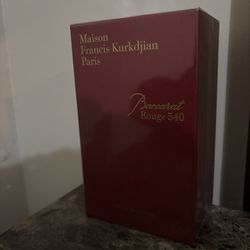 Maison
Francis Kurkdjian
Paris
Baccarat
Rouge 540